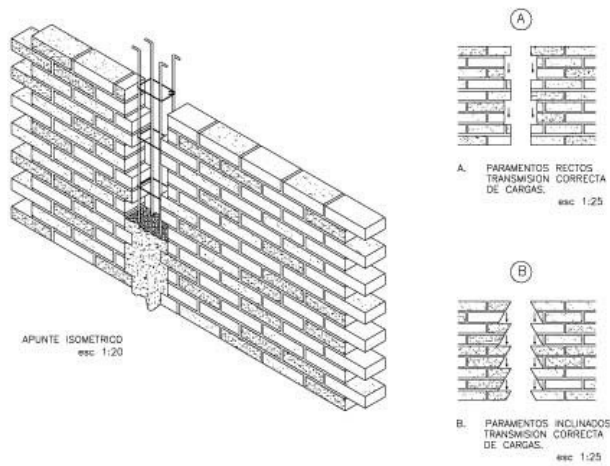 A
A. PARAMENTOS RECTOS
TRANSMISION CORRECTA
DE CARGAS.
esc 1:25
B
APUNTE ISOMETRICO
esc 1:20
B. PARAMENTOS INCLINADOS
TRANSMISION CORRECTA
DE CARGAS.
esc 1:25